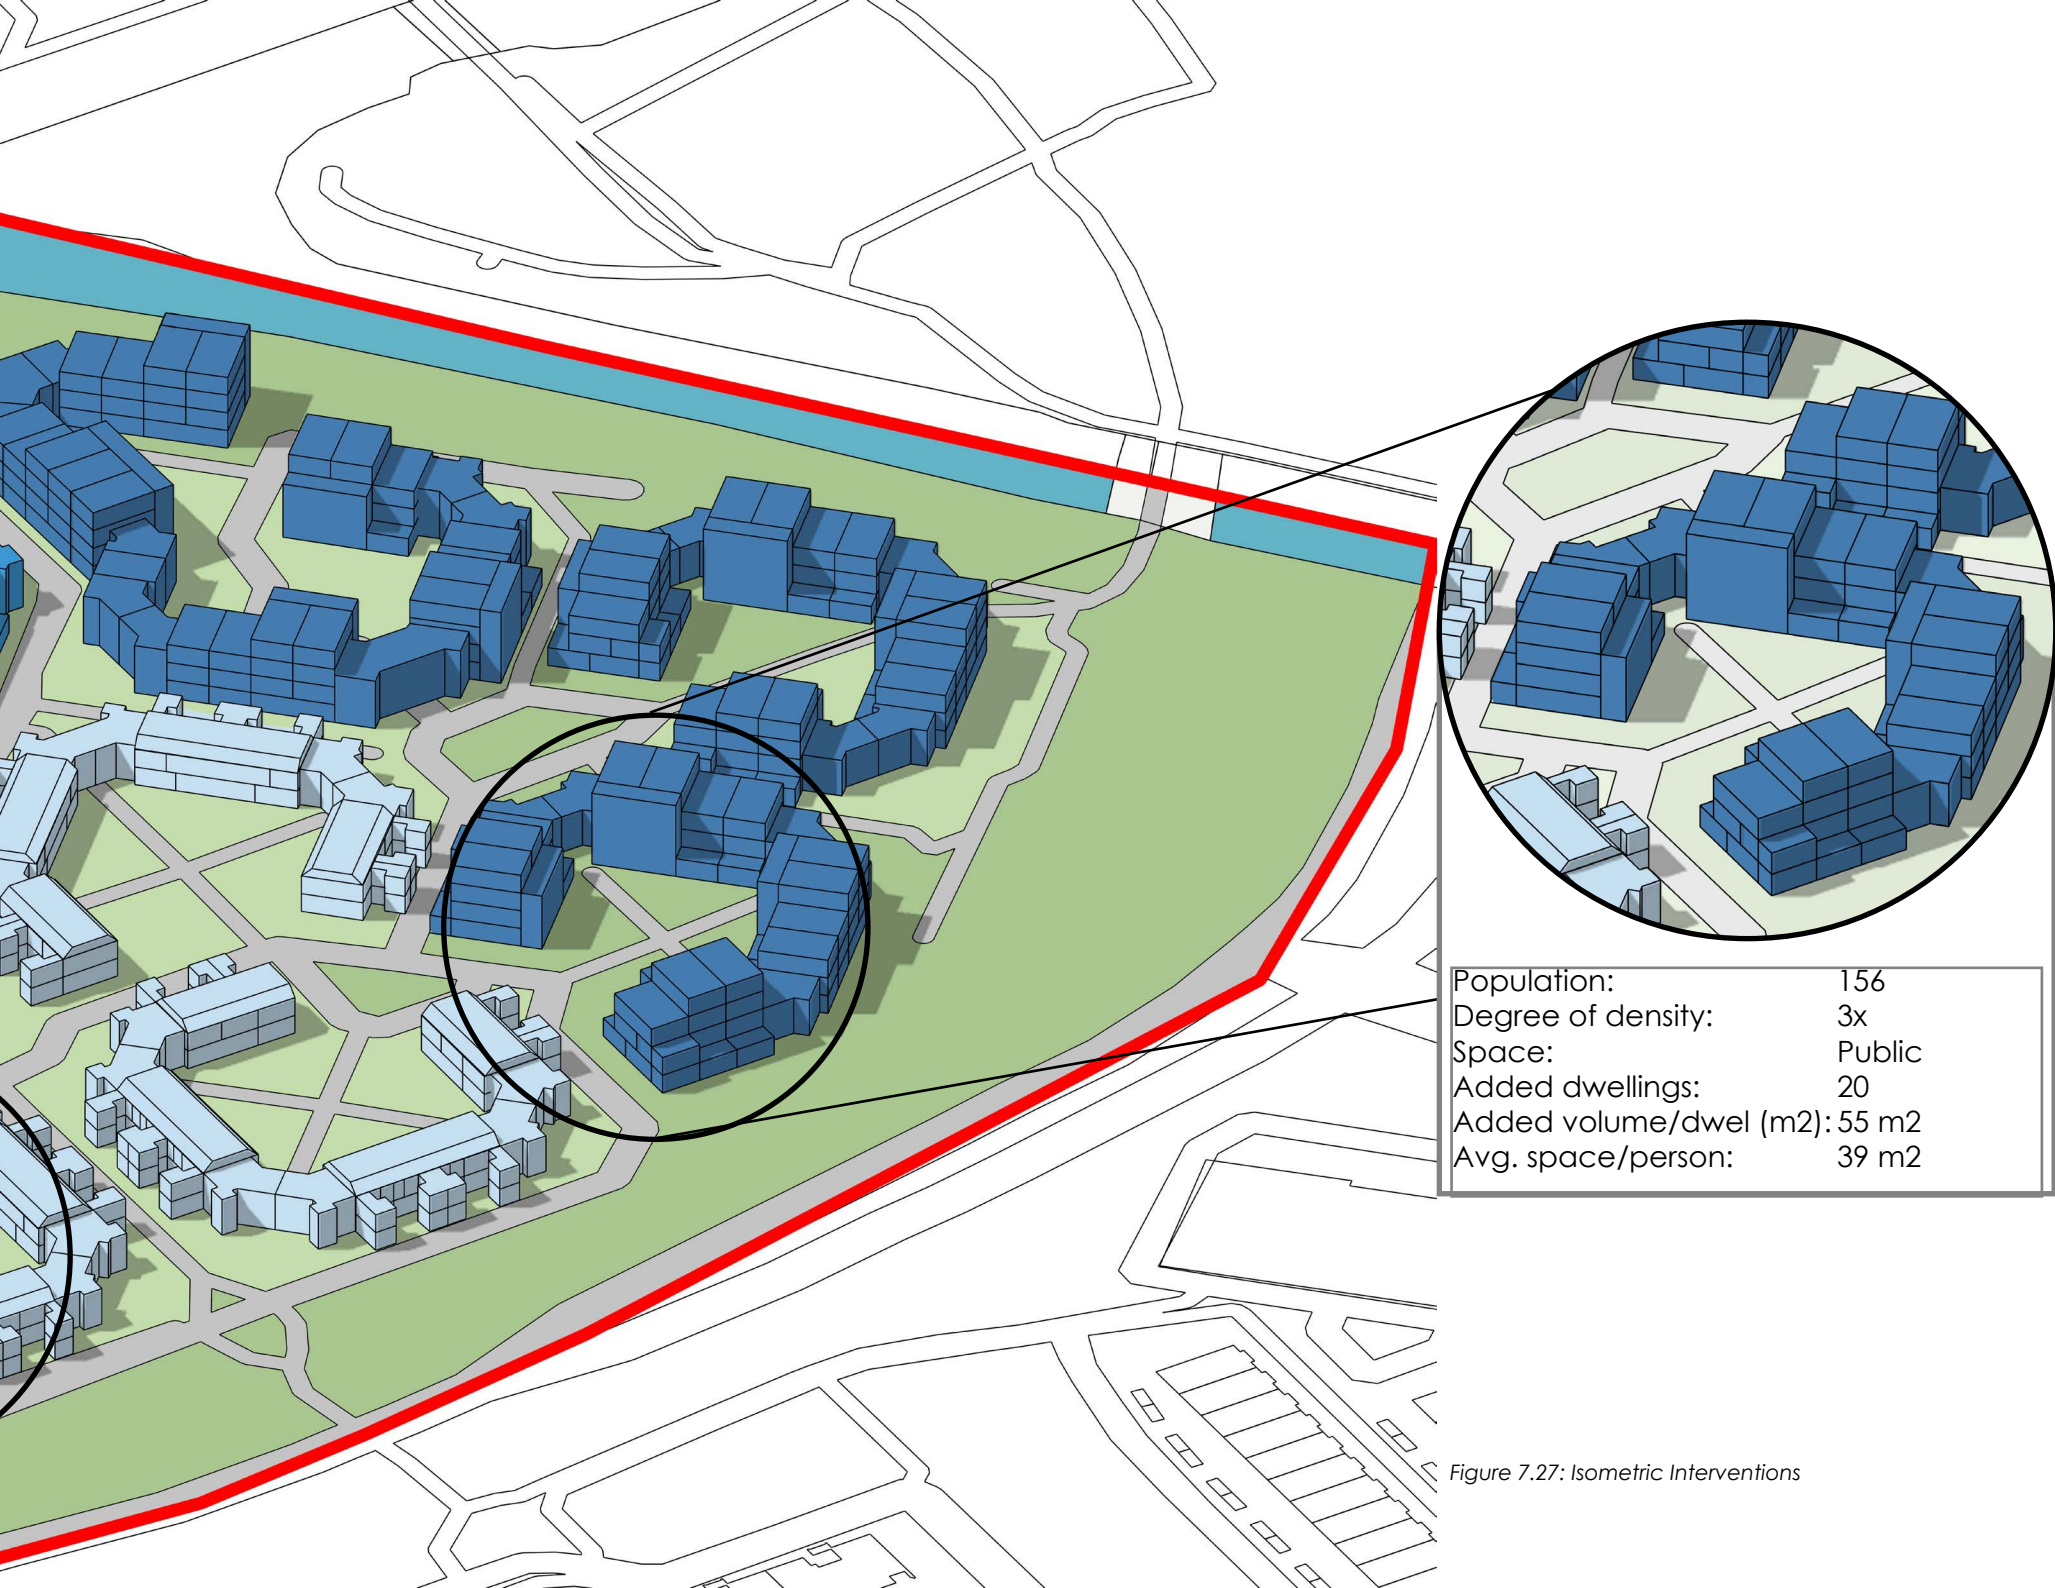 Population: 156
Degree of density: 3x
Space: Public
Added dwellings: 20
Added volume/dwel (m2): 55 m2
Avg. space/person: 39 m2
Figure 7.27: Isometric Interventions